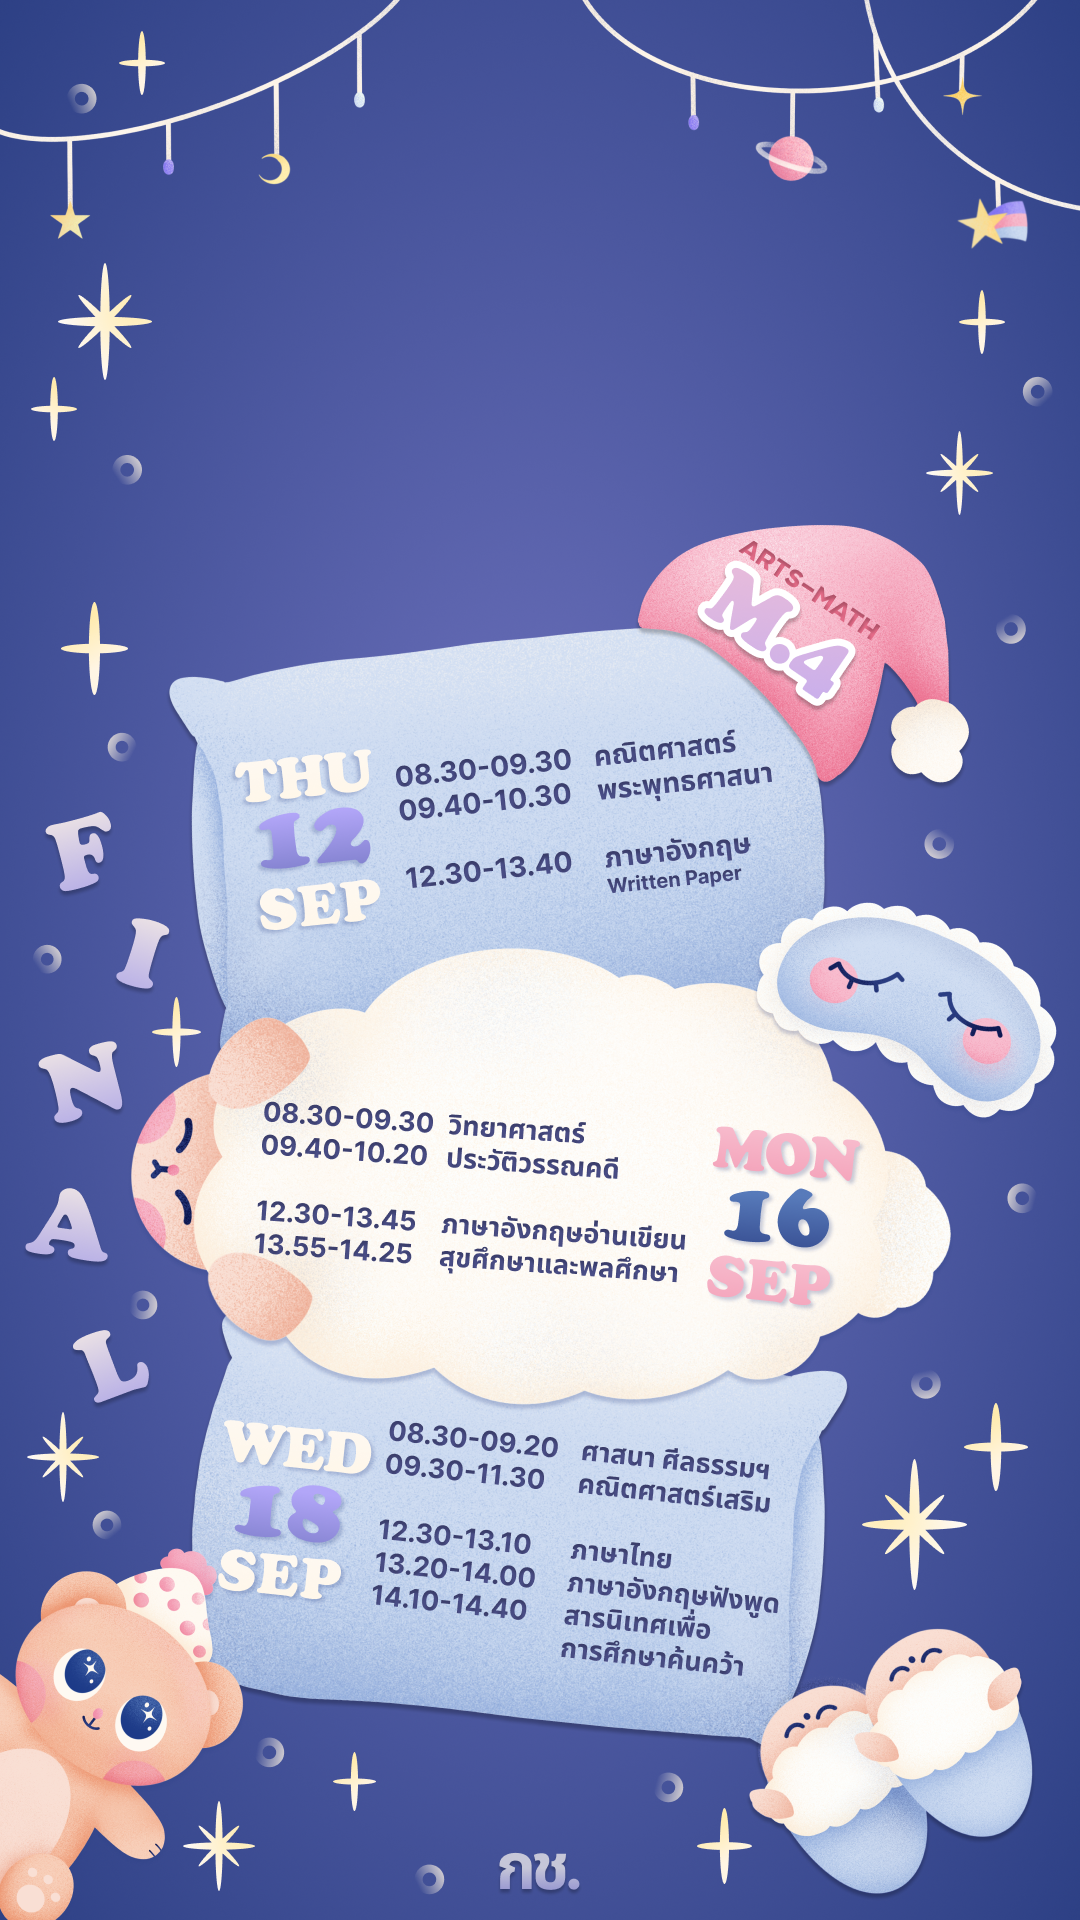 ARTS-MATH
M.4
THU
12
SEP
08.30-09.30 คณิตศาสตร์
09.40-10.30 พระพุทธศาสนา
12.30-13.40 ภาษาอังกฤษ
Written Paper
FINAL
08.30-09.30 วิทยาศาสตร์
09.40-10.20 ประวัติวรรณคดี
12.30-13.45 ภาษาอังกฤษอ่านเขียน
13.55-14.25 สุขศึกษาและพลศึกษา
MON
16
SEP
WED
18
SEP
08.30-09.20 ศาสนา ศีลธรรมฯ
09.30-11.30 คณิตศาสตร์เสริม
12.30-13.10 ภาษาไทย
13.20-14.00 ภาษาอังกฤษฟังพูด
14.10-14.40 สารนิเทศเพื่อ
การศึกษาค้นคว้า
กช.